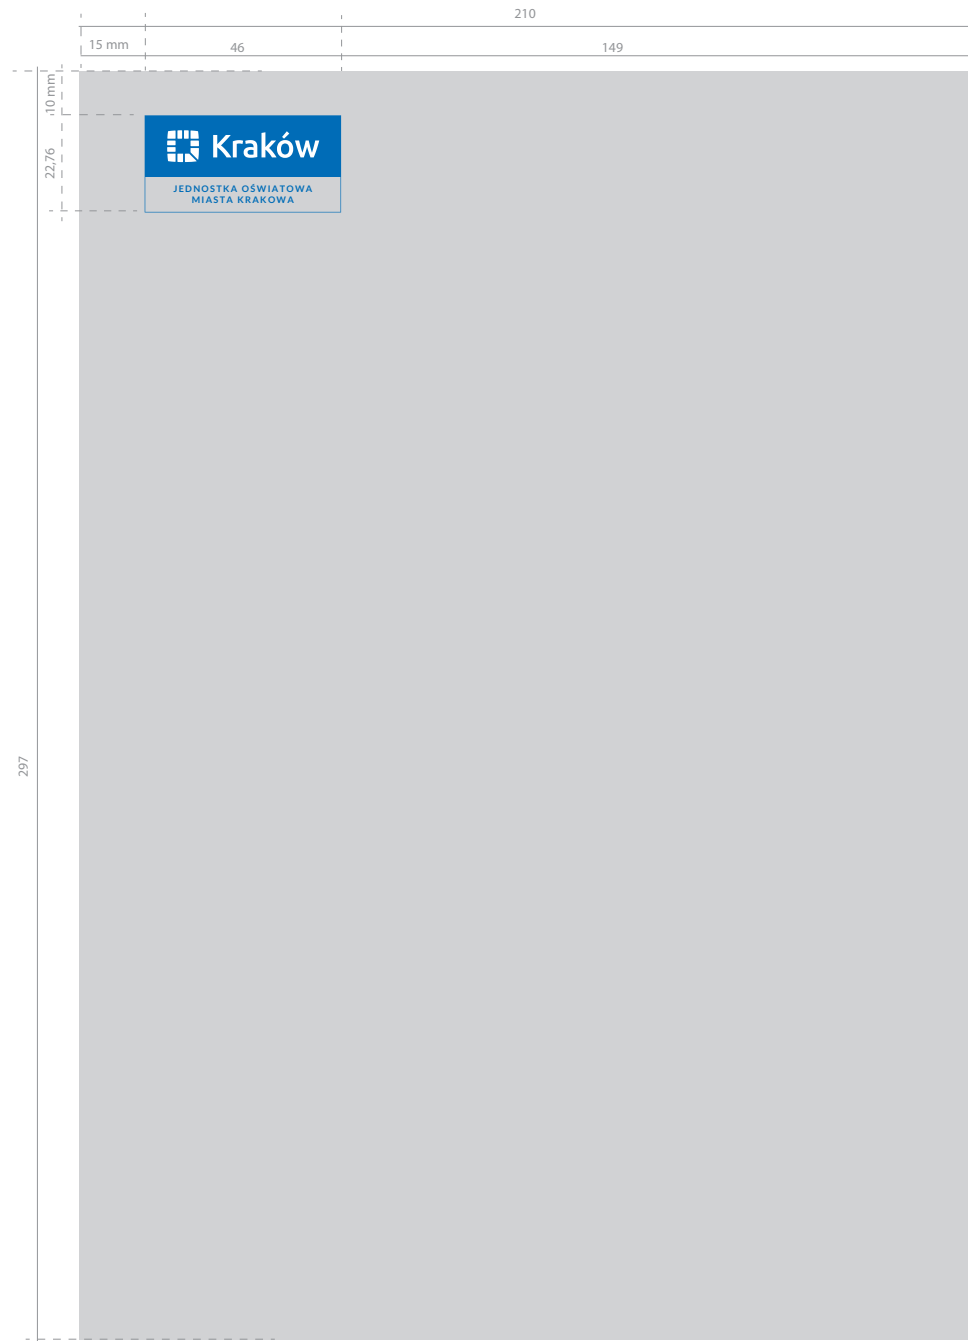 210
15 mm
46
149
10 mm
22,76
Kraków
JEDNOSTKA OŚWIATOWA
MIASTA KRAKOWA
297